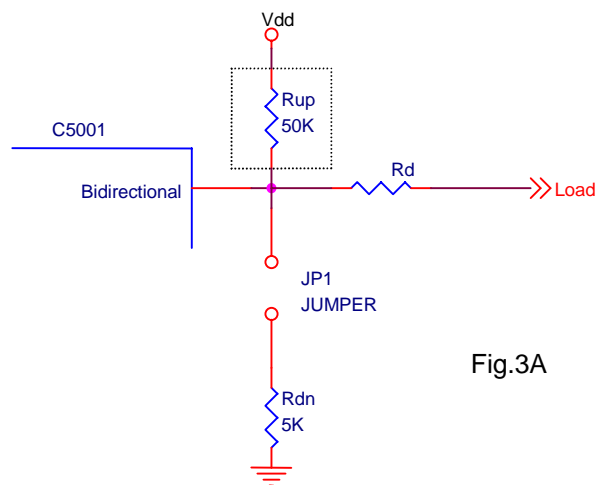 Vdd
Rup
50K
C5001
Rd
Bidirectional
Load
JP1
JUMPER
Fig.3A
Rdn
5K